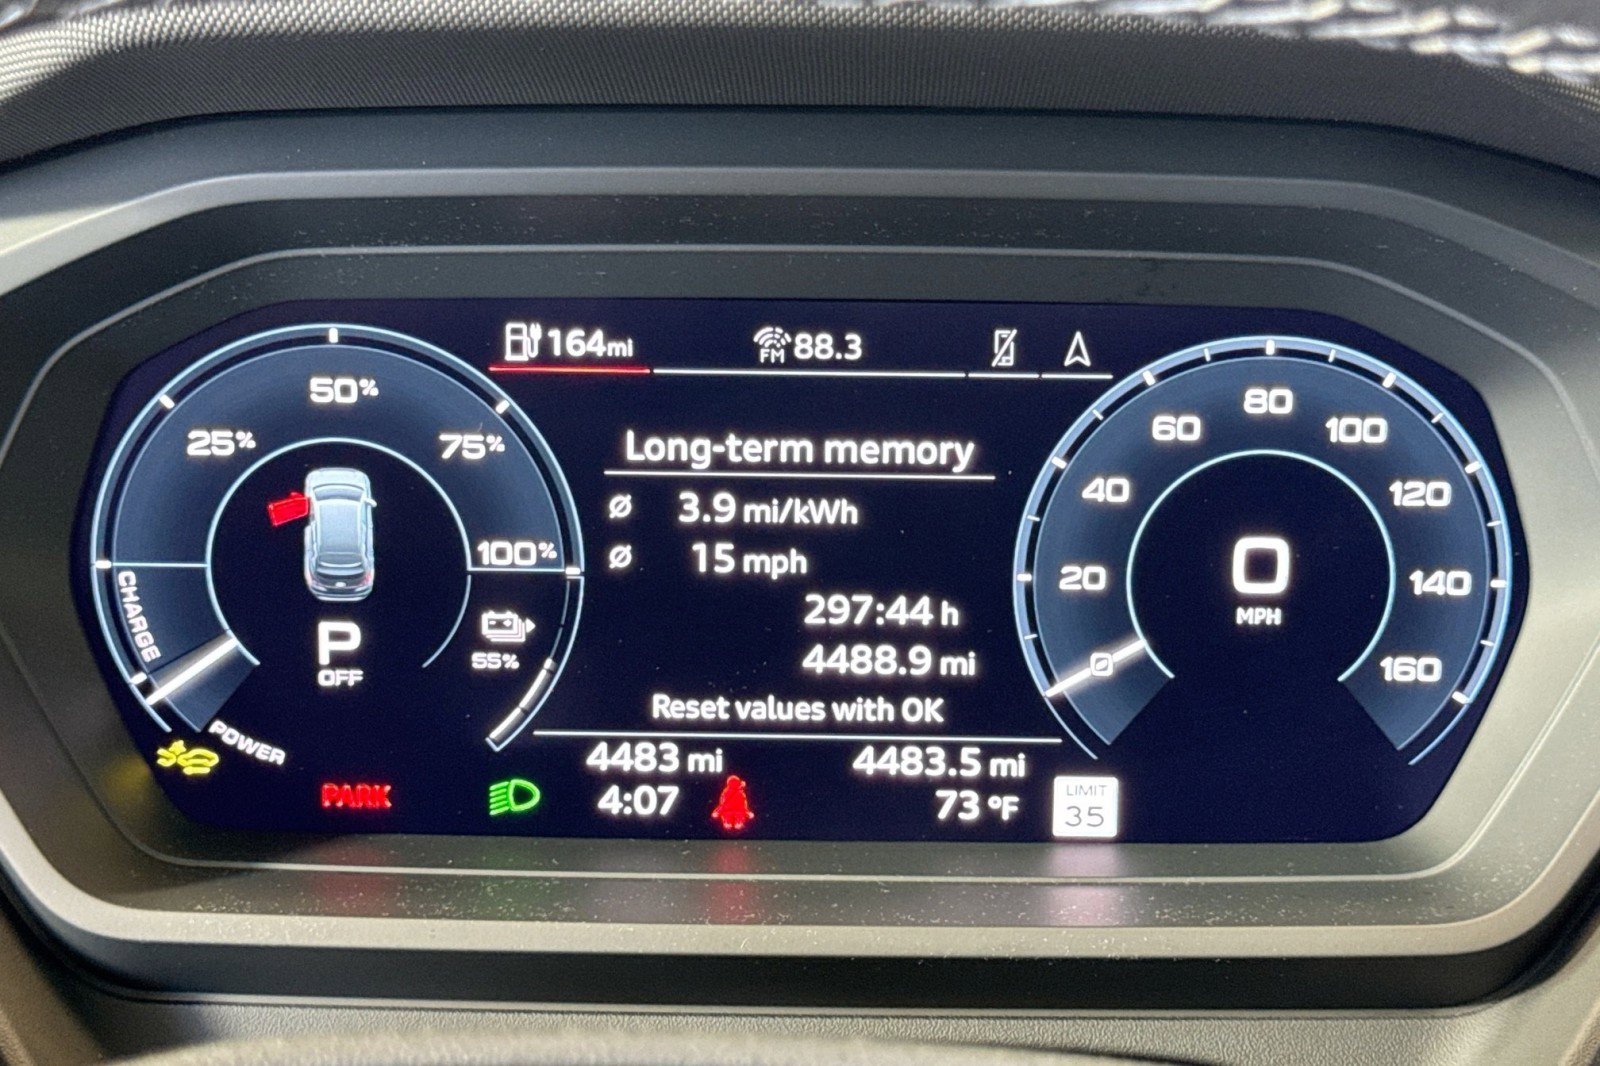 164mi
FM 88.3
50%
25%
75%
100%
CHARGE
POWER
P
OFF
55%
Long-term memory
Ø 3.9 mi/kWh
Ø 15 mph
297:44 h
4488.9 mi
Reset values with OK
4483 mi
4483.5 mi
PARK
4:07
73 °F
LIMIT
35
0
20
40
60
80
100
120
140
160
0
MPH